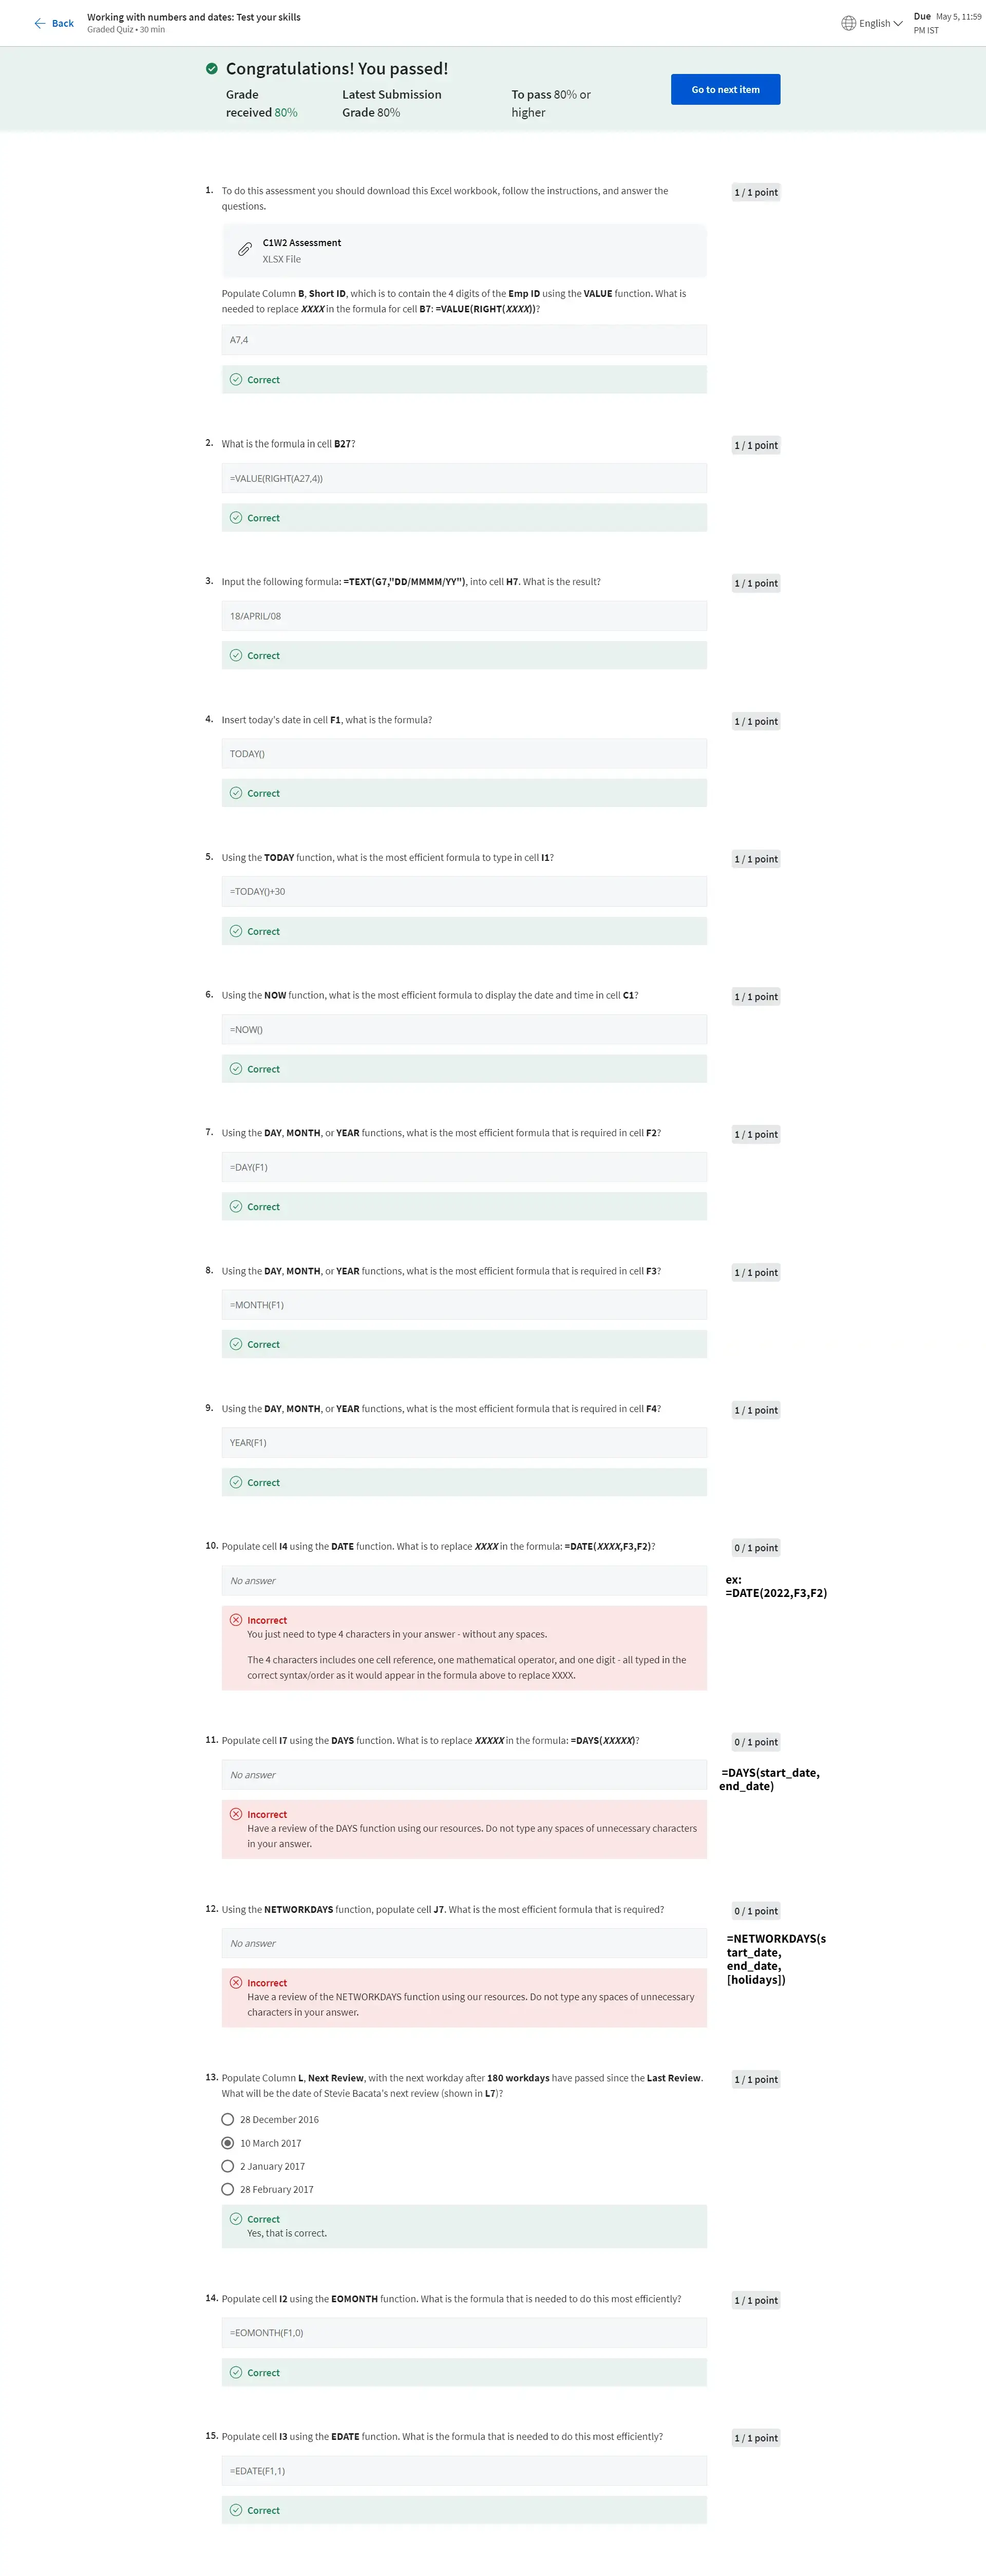 Back
Working with numbers and dates: Test your skills
Graded Quiz • 30 min
English
Due May 5, 11:59
PM IST
Congratulations! You passed!
Grade
received 80%
Latest Submission
Grade 80%
To pass 80% or
higher
Go to next item
1. To do this assessment you should download this Excel workbook, follow the instructions, and answer the
questions.
1 / 1 point
C1W2 Assessment
XLSX File
Populate Column B, Short ID, which is to contain the 4 digits of the Emp ID using the VALUE function. What is
needed to replace XXXX in the formula for cell B7: =VALUE(RIGHT(XXXX))?
A7,4
Correct
2. What is the formula in cell B27?
1 / 1 point
=VALUE(RIGHT(A27,4))
Correct
3. Input the following formula: =TEXT(G7,"DD/MMMM/YY"), into cell H7. What is the result?
1 / 1 point
18/APRIL/08
Correct
4. Insert today's date in cell F1, what is the formula?
1 / 1 point
TODAY()
Correct
5. Using the TODAY function, what is the most efficient formula to type in cell I1?
1 / 1 point
=TODAY()+30
Correct
6. Using the NOW function, what is the most efficient formula to display the date and time in cell C1?
1 / 1 point
=NOW()
Correct
7. Using the DAY, MONTH, or YEAR functions, what is the most efficient formula that is required in cell F2?
1 / 1 point
=DAY(F1)
Correct
8. Using the DAY, MONTH, or YEAR functions, what is the most efficient formula that is required in cell F3?
1 / 1 point
=MONTH(F1)
Correct
9. Using the DAY, MONTH, or YEAR functions, what is the most efficient formula that is required in cell F4?
1 / 1 point
YEAR(F1)
Correct
10. Populate cell I4 using the DATE function. What is to replace XXXX in the formula: =DATE(XXXX,F3,F2)?
0 / 1 point
No answer
ex:
=DATE(2022,F3,F2)
Incorrect
You just need to type 4 characters in your answer - without any spaces.
The 4 characters includes one cell reference, one mathematical operator, and one digit - all typed in the
correct syntax/order as it would appear in the formula above to replace XXXX.
11. Populate cell I7 using the DAYS function. What is to replace XXXXX in the formula: =DAYS(XXXXX)?
0 / 1 point
No answer
=DAYS(start_date,
end_date)
Incorrect
Have a review of the DAYS function using our resources. Do not type any spaces of unnecessary characters
in your answer.
12. Using the NETWORKDAYS function, populate cell J7. What is the most efficient formula that is required?
0 / 1 point
No answer
=NETWORKDAYS(s
tart_date,
end_date,
[holidays])
Incorrect
Have a review of the NETWORKDAYS function using our resources. Do not type any spaces of unnecessary
characters in your answer.
13. Populate Column L, Next Review, with the next workday after 180 workdays have passed since the Last Review.
What will be the date of Stevie Bacata's next review (shown in L7)?
1 / 1 point
28 December 2016
10 March 2017
2 January 2017
28 February 2017
Correct
Yes, that is correct.
14. Populate cell I2 using the EOMONTH function. What is the formula that is needed to do this most efficiently?
1 / 1 point
=EOMONTH(F1,0)
Correct
15. Populate cell I3 using the EDATE function. What is the formula that is needed to do this most efficiently?
1 / 1 point
=EDATE(F1,1)
Correct